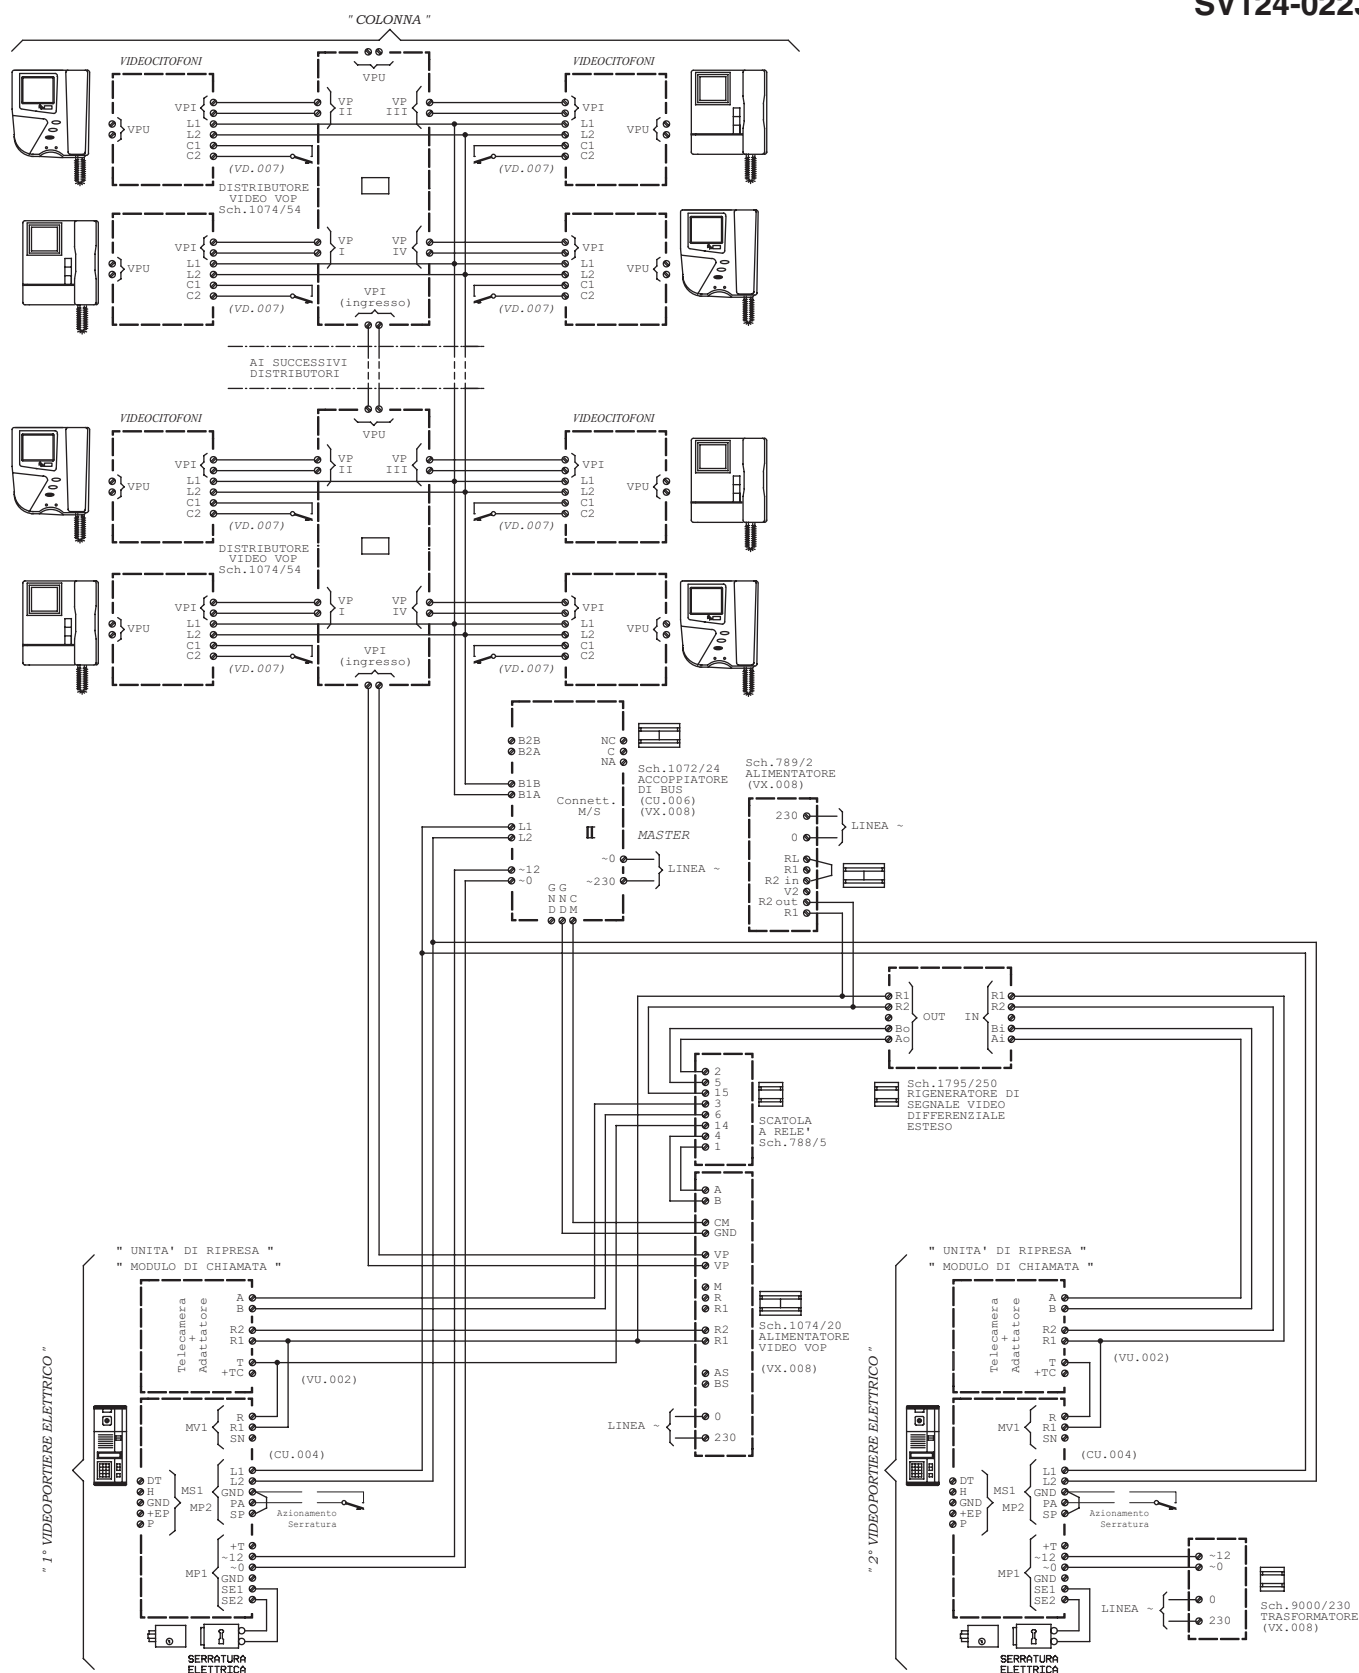 SVT24-0223
" COLONNA "
VIDEOCITOFONI
VIDEOCITOFONI
VPU
VPI
VP
II
VP
III
VPI
VPU
L1
L2
C1
C2
(VD.007)
VPU
L1
L2
C1
C2
(VD.007)
DISTRIBUTORE
VIDEO VOP
Sch.1074/54
VPI
VP
I
VP
IV
VPI
VPU
L1
L2
C1
C2
(VD.007)
VPU
L1
L2
C1
C2
(VD.007)
VPI
(ingresso)
AI SUCCESSIVI
DISTRIBUTORI
VIDEOCITOFONI
VIDEOCITOFONI
VPU
VPI
VP
II
VP
III
VPI
VPU
L1
L2
C1
C2
(VD.007)
VPU
L1
L2
C1
C2
(VD.007)
DISTRIBUTORE
VIDEO VOP
Sch.1074/54
VPI
VP
I
VP
IV
VPI
VPU
L1
L2
C1
C2
(VD.007)
VPU
L1
L2
C1
C2
(VD.007)
VPI
(ingresso)
B2B
B2A
B1B
B1A
L1
L2
~12
~0
NC
C
NA
Connett.
M/S
~0
~230
G G
N N C
D D M
Sch.1072/24
ACCOPPIATORE
DI BUS
(CU.006)
(VX.008)
MASTER
LINEA ~
Sch.789/2
ALIMENTATORE
(VX.008)
230
0
LINEA ~
RL
R1
R2 in
V2
R2 out
R1
R1
R2
Bo
Ao
OUT
IN
R1
R2
Bi
Ai
Sch.1795/250
RIGENERATORE DI
SEGNALE VIDEO
DIFFERENZIALE
ESTESO
2
5
15
3
6
14
4
1
SCATOLA
A RELE'
Sch.788/5
A
B
CM
GND
VP
VP
M
R
R1
R2
R1
AS
BS
0
230
LINEA ~
Sch.1074/20
ALIMENTATORE
VIDEO VOP
(VX.008)
" UNITA' DI RIPRESA "
" MODULO DI CHIAMATA "
" 1° VIDEOPORTIERE ELETTRICO "
Telecamera
+
Adattatore
A
B
R2
R1
T
+TC
(VU.002)
MV1
R
R1
SN
(CU.004)
DT
H
GND
+EP
P
MS1
MP2
L1
L2
GND
PA
SP
Azionamento
Serratura
MP1
+T
~12
~0
GND
SE1
SE2
SERRATURA
ELETTRICA
" UNITA' DI RIPRESA "
" MODULO DI CHIAMATA "
" 2° VIDEOPORTIERE ELETTRICO "
Telecamera
+
Adattatore
A
B
R2
R1
T
+TC
(VU.002)
MV1
R
R1
SN
(CU.004)
DT
H
GND
+EP
P
MS1
MP2
L1
L2
GND
PA
SP
Azionamento
Serratura
MP1
+T
~12
~0
GND
SE1
SE2
SERRATURA
ELETTRICA
~12
~0
0
230
LINEA ~
Sch.9000/230
TRASFORMATORE
(VX.008)